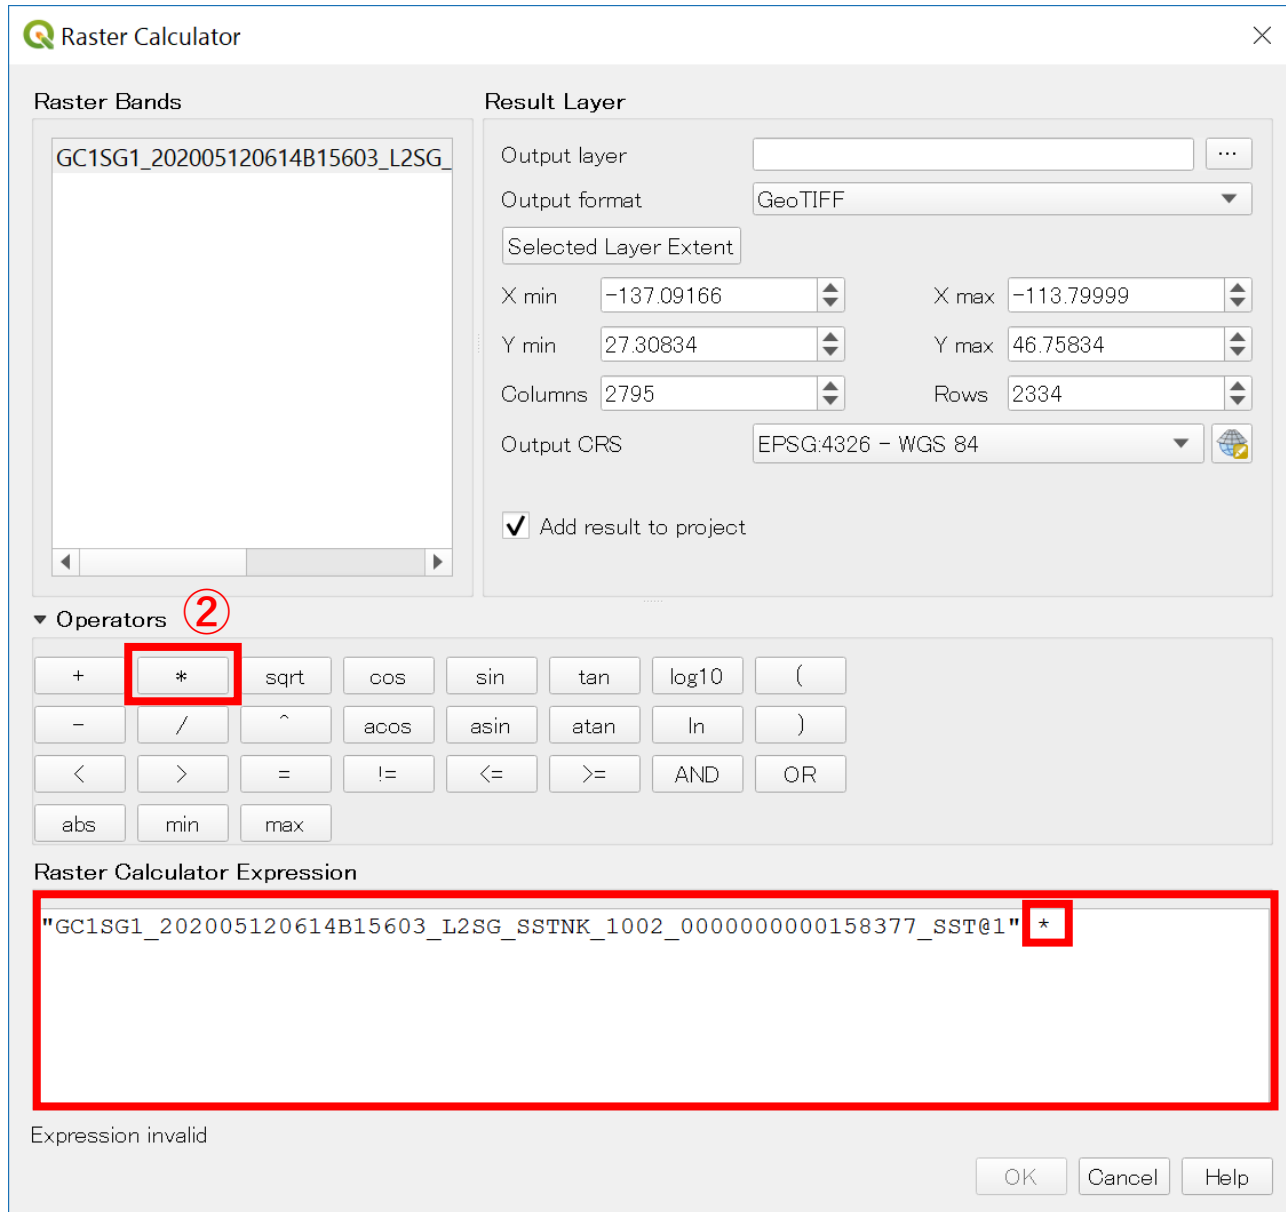 Raster Calculator
Raster Bands
GC1SG1_202005120614B15603_L2SG_
Result Layer
Output layer
...
Output format GeoTIFF
Selected Layer Extent
X min -137.09166 X max -113.79999
Y min 27.30834 Y max 46.75834
Columns 2795 Rows 2334
Output CRS EPSG:4326 - WGS 84
Add result to project
Operators ②
+ * sqrt cos sin tan log10 (
- / ^ acos asin atan ln )
< > = != <= >= AND OR
abs min max
Raster Calculator Expression
"GC1SG1_202005120614B15603_L2SG_SSTNK_1002_0000000000158377_SST@1" *
Expression invalid
OK Cancel Help